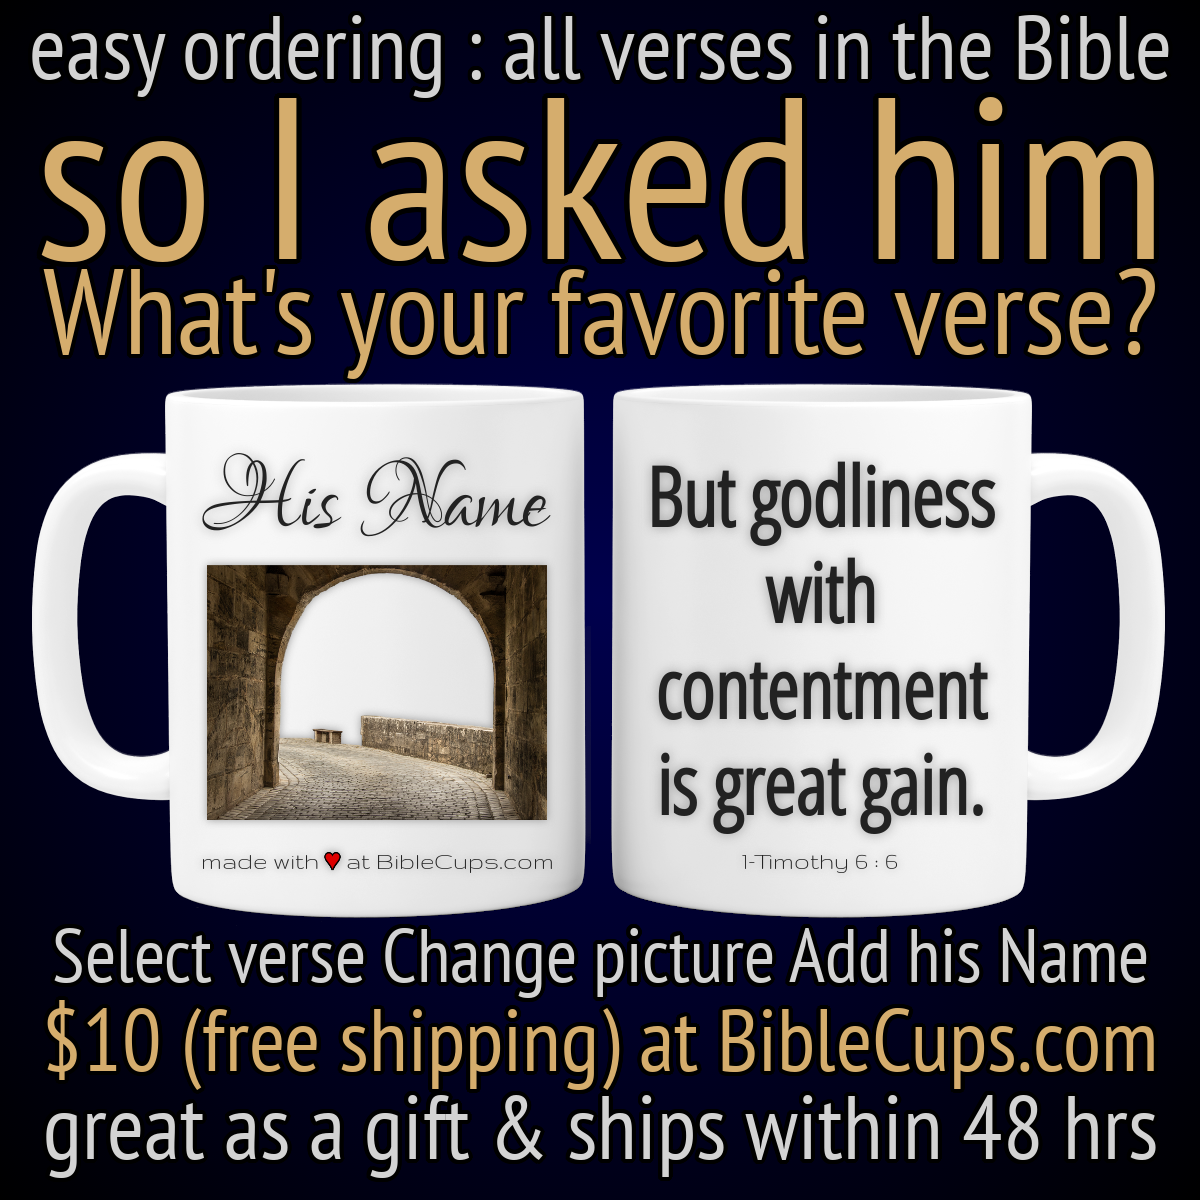 easy ordering : all verses in the Bible
so I asked him
What's your favorite verse?
His Name
made with ♥ at BibleCups.com
But godliness
with
contentment
is great gain.
1-Timothy 6 : 6
Select verse Change picture Add his Name
$10 (free shipping) at BibleCups.com
great as a gift & ships within 48 hrs